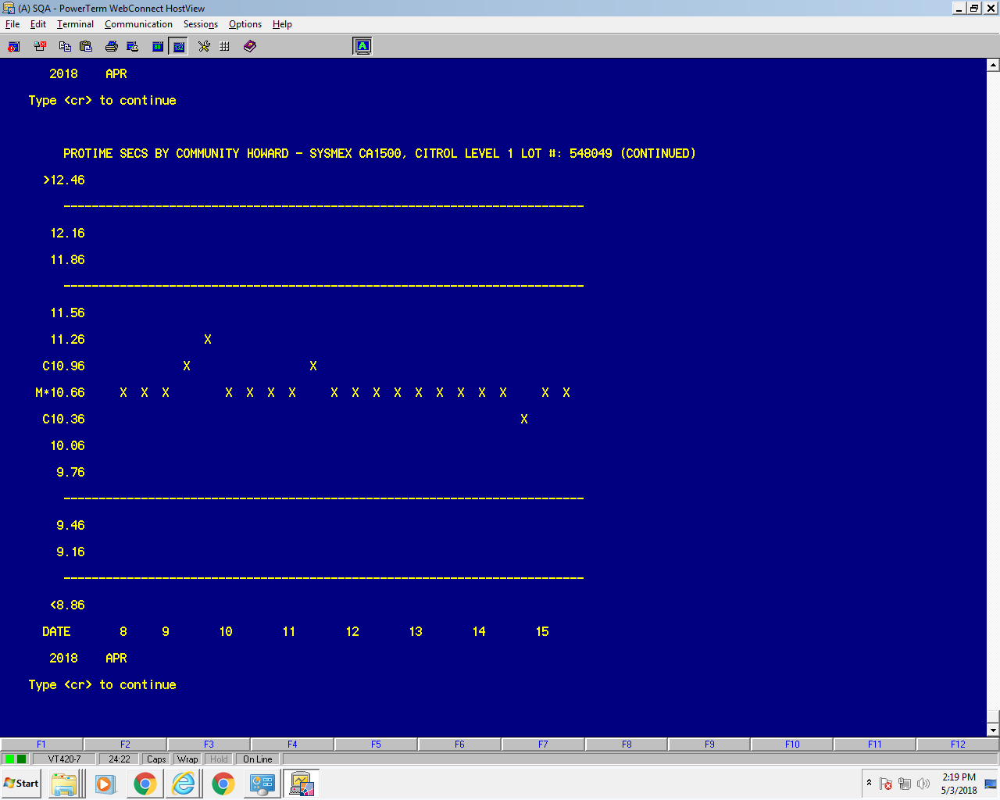 (A) SQA - PowerTerm WebConnect HostView
File Edit Terminal Communication Sessions Options Help
80 132 A
2018 APR
Type <cr> to continue
PROTIME SECS BY COMMUNITY HOWARD - SYSMEX CA1500, CITROL LEVEL 1 LOT #: 548049 (CONTINUED)
>12.46
--------------------------------------------------------------------------
12.16
11.86
--------------------------------------------------------------------------
11.56
11.26 X
C10.96 X X
M*10.66 X X X X X X X X X X X X X X X X X X
C10.36 X
10.06
9.76
--------------------------------------------------------------------------
9.46
9.16
--------------------------------------------------------------------------
<8.86
DATE 8 9 10 11 12 13 14 15
2018 APR
Type <cr> to continue
F1 F2 F3 F4 F5 F6 F7 F8 F9 F10 F11 F12
VT420-7 24:22 Caps Wrap Hold On Line
Start
2:19 PM
5/3/2018